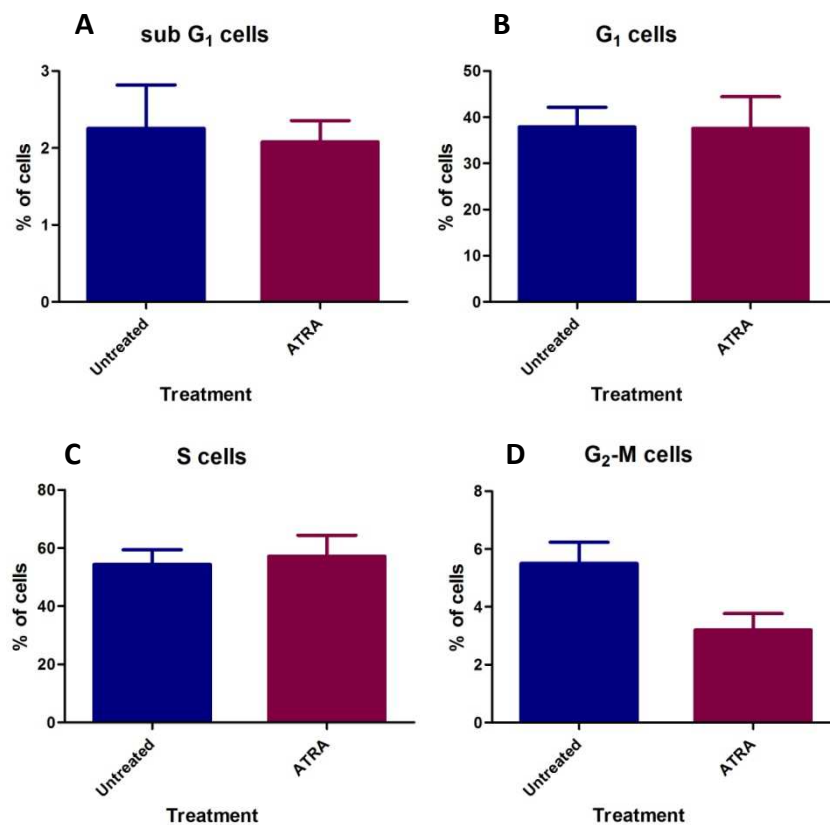 A
sub G₁ cells
3
2
1
0
% of cells
Untreated
ATRA
Treatment
B
G₁ cells
50
40
30
20
10
0
% of cells
Untreated
ATRA
Treatment
C
S cells
80
60
40
20
0
% of cells
Untreated
ATRA
Treatment
D
G₂-M cells
8
6
4
2
0
% of cells
Untreated
ATRA
Treatment